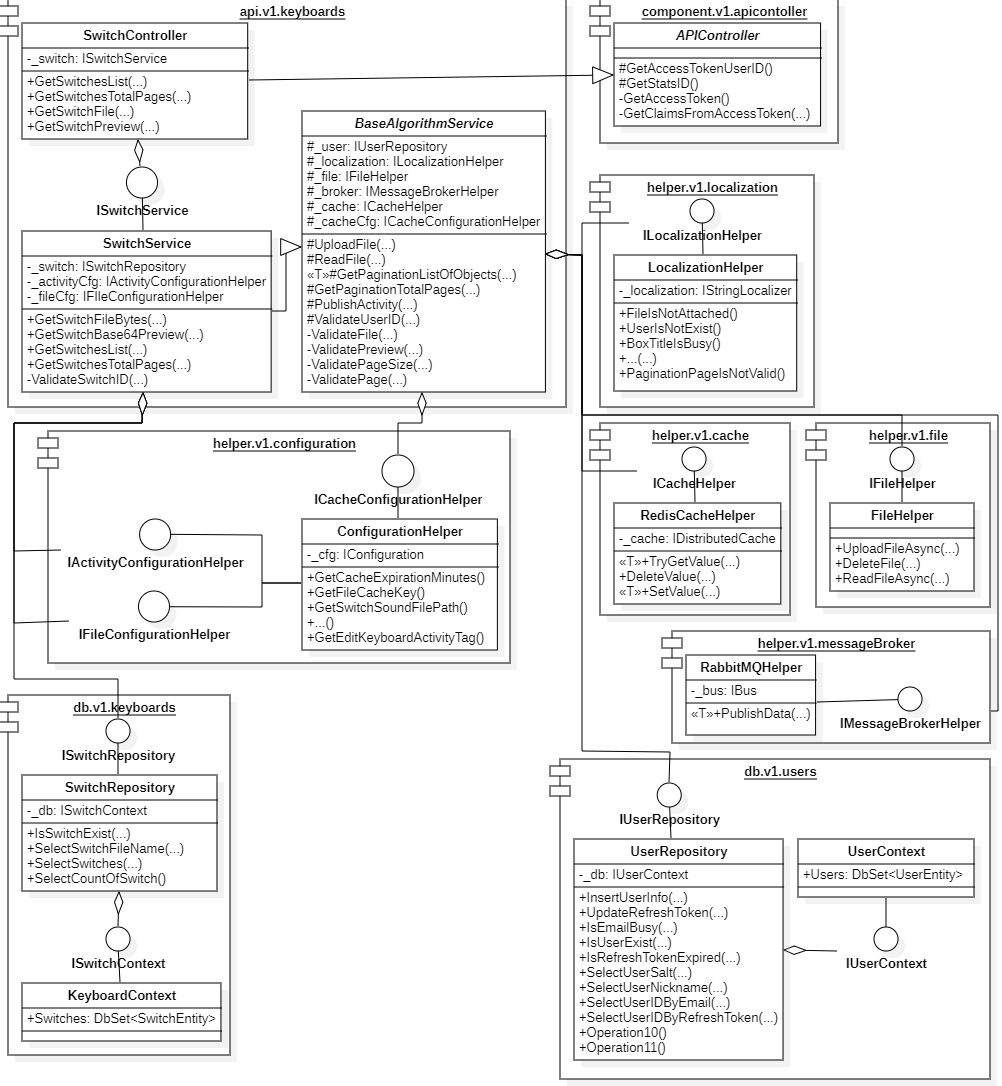 api.v1.keyboards
SwitchController
-_switch: ISwitchService
+GetSwitchesList(...)
+GetSwitchesTotalPages(...)
+GetSwitchFile(...)
+GetSwitchPreview(...)
ISwitchService
SwitchService
-_switch: ISwitchRepository
-_activityCfg: IActivityConfigurationHelper
-_fileCfg: IFIleConfigurationHelper
+GetSwitchFileBytes(...)
+GetSwitchBase64Preview(...)
+GetSwitchesList(...)
+GetSwitchesTotalPages(...)
-ValidateSwitchID(...)
BaseAlgorithmService
#_user: IUserRepository
#_localization: ILocalizationHelper
#_file: IFileHelper
#_broker: IMessageBrokerHelper
#_cache: ICacheHelper
#_cacheCfg: ICacheConfigurationHelper
#UploadFile(...)
#ReadFile(...)
«T»#GetPaginationListOfObjects(...)
#GetPaginationTotalPages(...)
#PublishActivity(...)
#ValidateUserID(...)
-ValidateFile(...)
-ValidatePreview(...)
-ValidatePageSize(...)
-ValidatePage(...)
component.v1.apicontoller
APIController
#GetAccessTokenUserID()
#GetStatsID()
-GetAccessToken()
-GetClaimsFromAccessToken(...)
helper.v1.localization
ILocalizationHelper
LocalizationHelper
-_localization: IStringLocalizer
+FileIsNotAttached()
+UserIsNotExist()
+BoxTitleIsBusy()
+...(...)
+PaginationPageIsNotValid()
helper.v1.configuration
ICacheConfigurationHelper
IActivityConfigurationHelper
IFileConfigurationHelper
ConfigurationHelper
-_cfg: IConfiguration
+GetCacheExpirationMinutes()
+GetFileCacheKey()
+GetSwitchSoundFilePath()
+...()
+GetEditKeyboardActivityTag()
helper.v1.cache
ICacheHelper
RedisCacheHelper
-_cache: IDistributedCache
«T»+TryGetValue(...)
+DeleteValue(...)
«T»+SetValue(...)
helper.v1.file
IFileHelper
FileHelper
+UploadFileAsync(...)
+DeleteFile(...)
+ReadFileAsync(...)
helper.v1.messageBroker
RabbitMQHelper
-_bus: IBus
«T»+PublishData(...)
IMessageBrokerHelper
db.v1.keyboards
ISwitchRepository
SwitchRepository
-_db: ISwitchContext
+IsSwitchExist(...)
+SelectSwitchFileName(...)
+SelectSwitches(...)
+SelectCountOfSwitch()
ISwitchContext
KeyboardContext
+Switches: DbSet<SwitchEntity>
db.v1.users
IUserRepository
UserRepository
-_db: IUserContext
+InsertUserInfo(...)
+UpdateRefreshToken(...)
+IsEmailBusy(...)
+IsUserExist(...)
+IsRefreshTokenExpired(...)
+SelectUserSalt(...)
+SelectUserNickname(...)
+SelectUserIDByEmail(...)
+SelectUserIDByRefreshToken(...)
+Operation10()
+Operation11()
UserContext
+Users: DbSet<UserEntity>
IUserContext